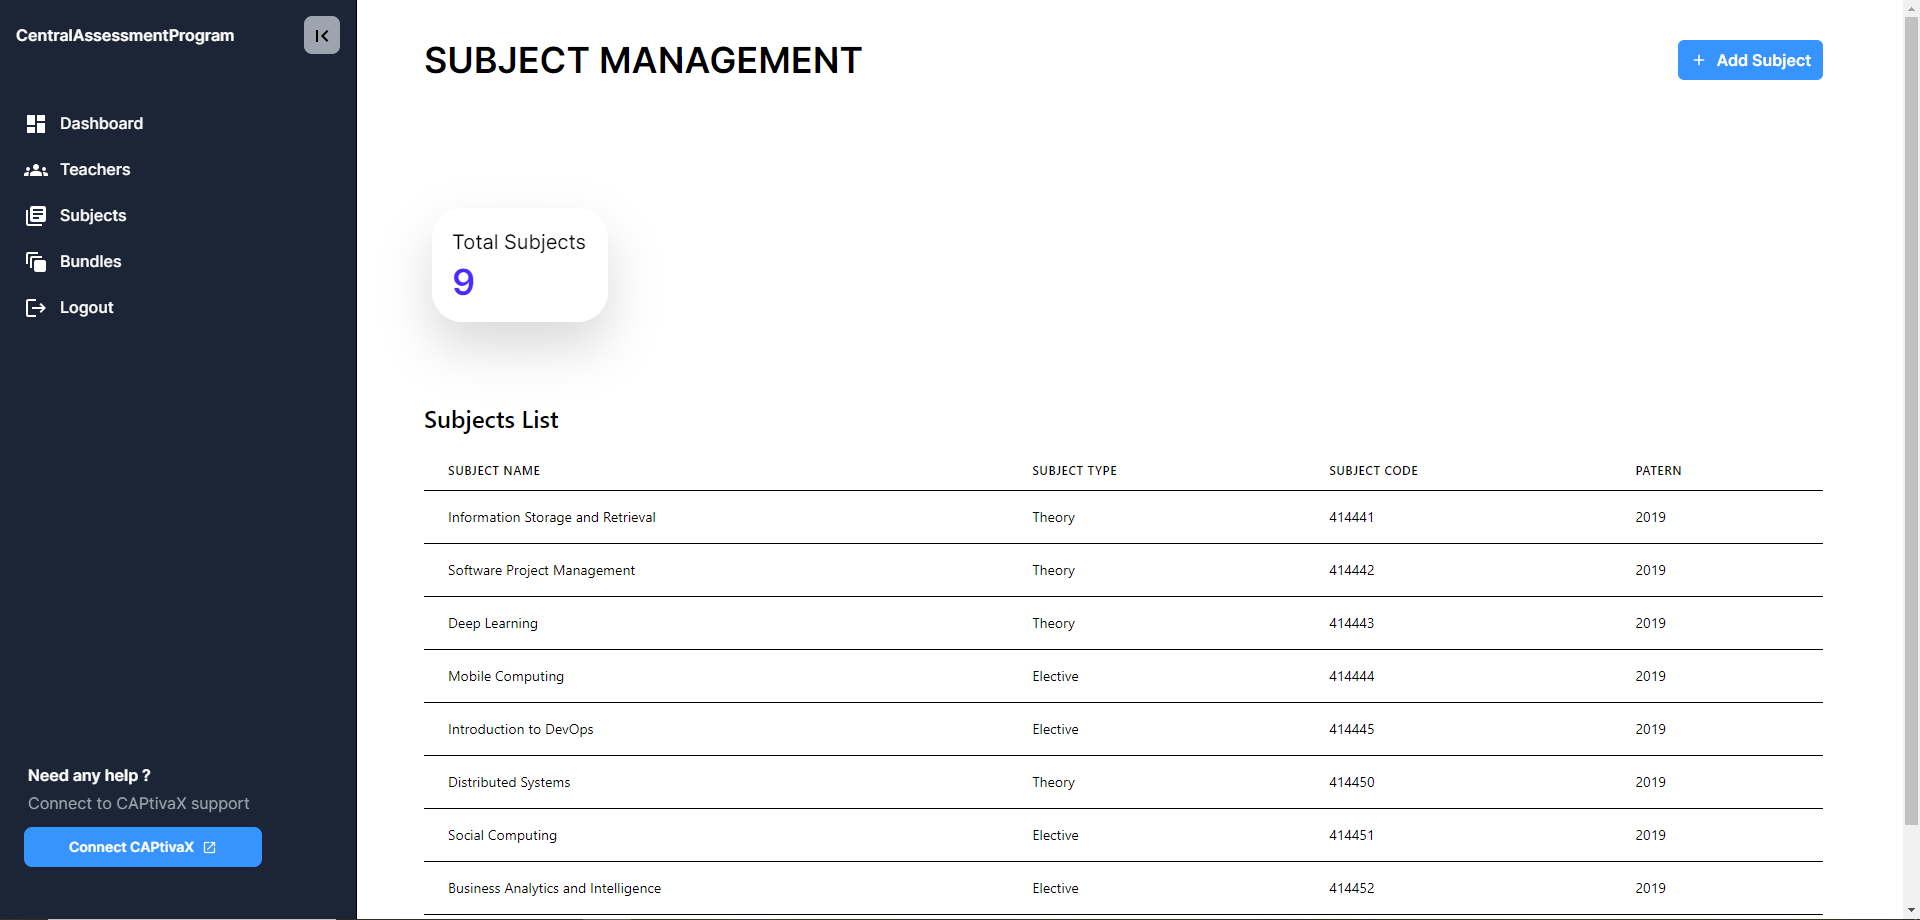 CentralAssessmentProgram
Dashboard
Teachers
Subjects
Bundles
Logout
Need any help ?
Connect to CAPtivaX support
Connect CAPtivaX
SUBJECT MANAGEMENT
Add Subject
Total Subjects
9
Subjects List
SUBJECT NAME SUBJECT TYPE SUBJECT CODE PATERN
Information Storage and Retrieval Theory 414441 2019
Software Project Management Theory 414442 2019
Deep Learning Theory 414443 2019
Mobile Computing Elective 414444 2019
Introduction to DevOps Elective 414445 2019
Distributed Systems Theory 414450 2019
Social Computing Elective 414451 2019
Business Analytics and Intelligence Elective 414452 2019